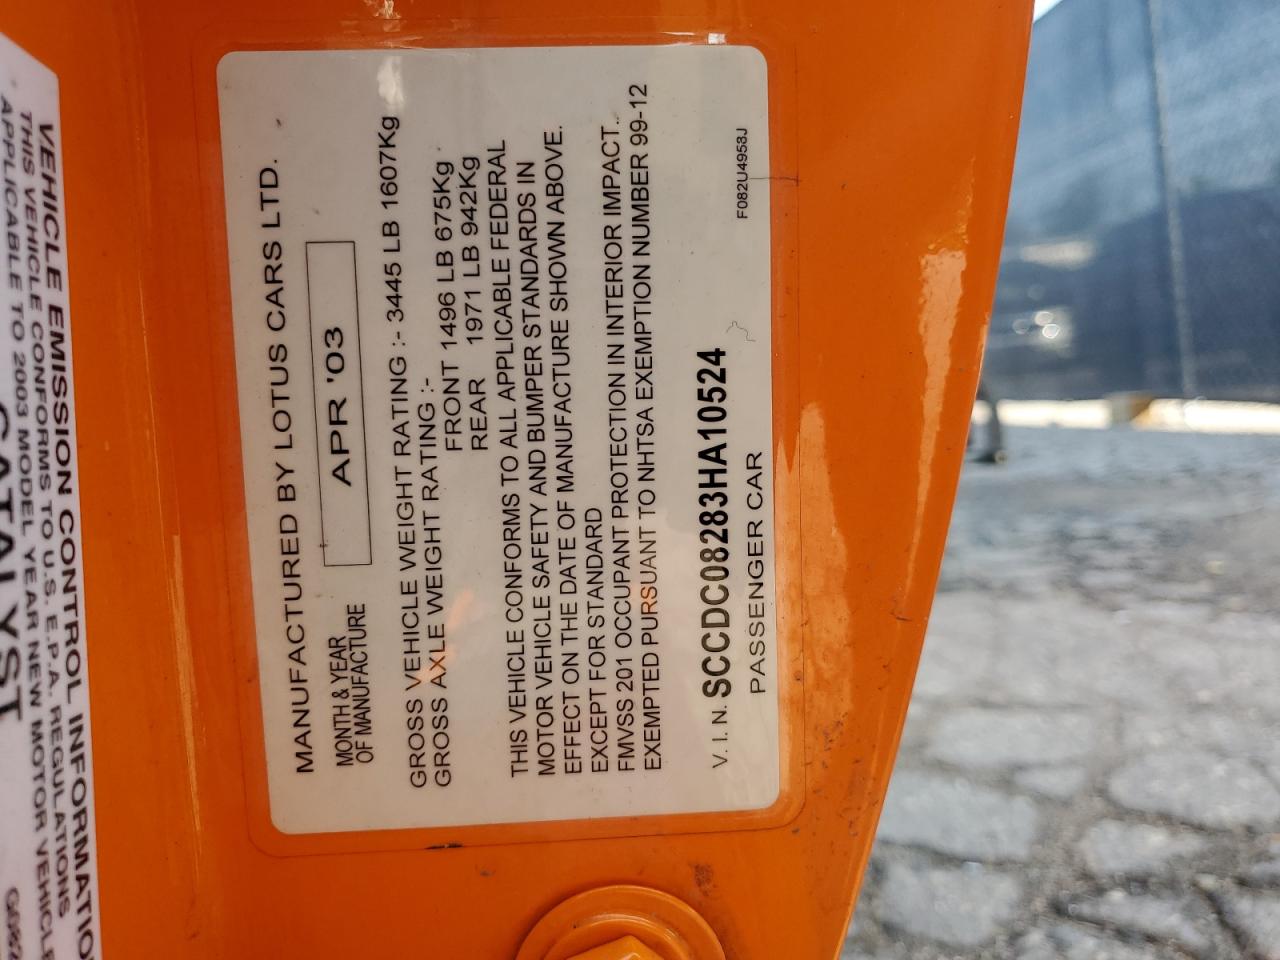 VEHICLE EMISSION CONTROL INFORMATIO
THIS VEHICLE CONFORMS TO U.S. E.P.A. REGULATIONS
APPLICABLE TO 2003 MODEL YEAR NEW MOTOR VEHICLE
CATALYST
MANUFACTURED BY LOTUS CARS LTD.
MONTH & YEAR
OF MANUFACTURE
APR '03
GROSS VEHICLE WEIGHT RATING :- 3445 LB 1607Kg
GROSS AXLE WEIGHT RATING :-
FRONT 1496 LB 675Kg
REAR 1971 LB 942Kg
THIS VEHICLE CONFORMS TO ALL APPLICABLE FEDERAL
MOTOR VEHICLE SAFETY AND BUMPER STANDARDS IN
EFFECT ON THE DATE OF MANUFACTURE SHOWN ABOVE.
EXCEPT FOR STANDARD
FMVSS 201 OCCUPANT PROTECTION IN INTERIOR IMPACT.
EXEMPTED PURSUANT TO NHTSA EXEMPTION NUMBER 99-12
V. I. N. SCCDC08283HA10524
PASSENGER CAR
F082U4958J